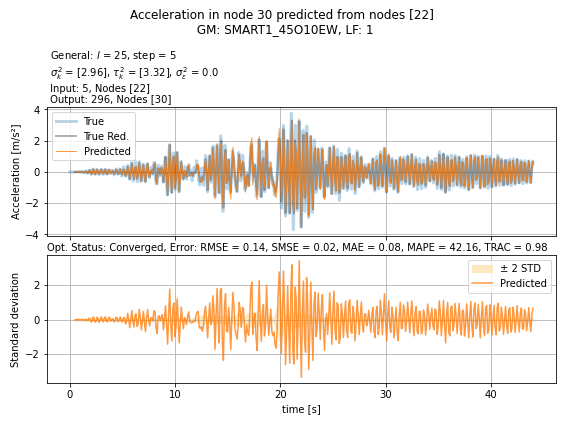 Acceleration in node 30 predicted from nodes [22]
GM: SMART1_45O10EW, LF: 1
General: l = 25, step = 5
σ²ₖ = [2.96], τ²ₖ = [3.32], σ²ε = 0.0
Input: 5, Nodes [22]
Output: 296, Nodes [30]
Acceleration [m/s²]
4
2
0
−2
−4
True
True Red.
Predicted
Opt. Status: Converged, Error: RMSE = 0.14, SMSE = 0.02, MAE = 0.08, MAPE = 42.16, TRAC = 0.98
Standard deviation
2
0
−2
± 2 STD
Predicted
0 10 20 30 40
time [s]